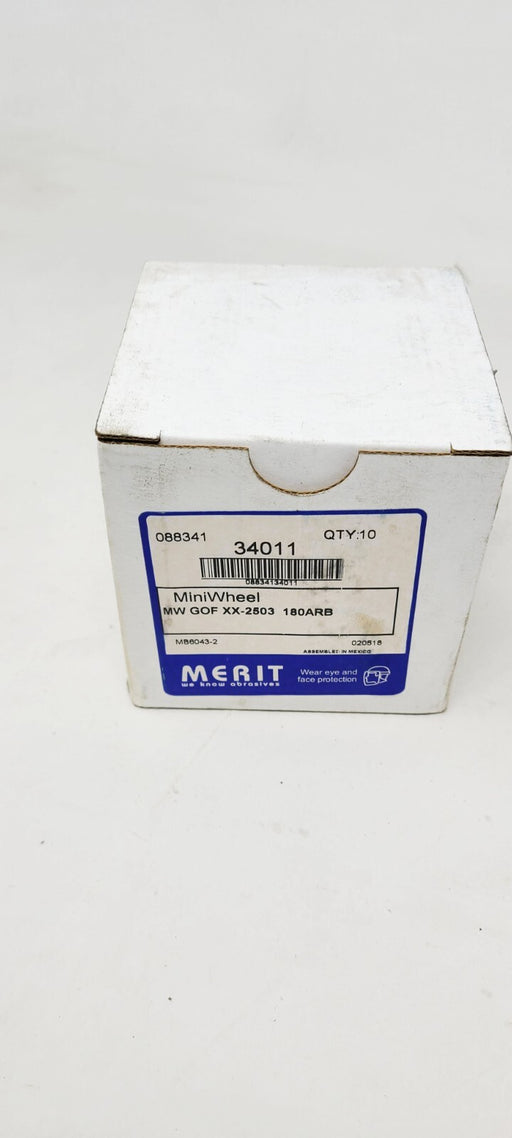 088341 34011 QTY:10
08834134011
MiniWheel
MW GOF XX-2503 180ARB
MB6043-2 020518
ASSEMBLED IN MEXICO
MERIT
we know abrasives
Wear eye and
face protection